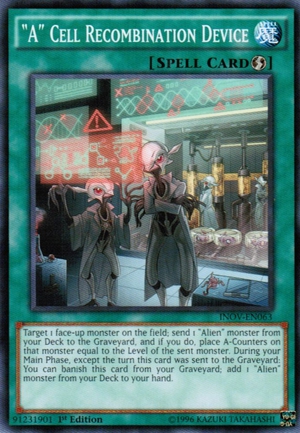 "A" CELL RECOMBINATION DEVICE
[SPELL CARD]
INOV-EN063
Target 1 face-up monster on the field; send 1 "Alien" monster from
your Deck to the Graveyard, and if you do, place A-Counters on
that monster equal to the Level of the sent monster. During your
Main Phase, except the turn this card was sent to the Graveyard:
You can banish this card from your Graveyard; add 1 "Alien"
monster from your Deck to your hand.
91231901 1st Edition ©1996 KAZUKI TAKAHASHI